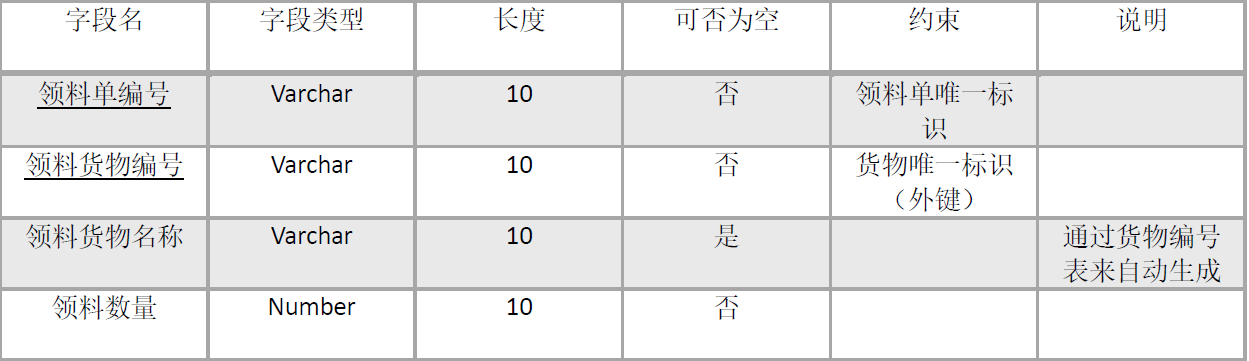 字段名 字段类型 长度 可否为空 约束 说明
领料单编号 Varchar 10 否 领料单唯一标
识
领料货物编号 Varchar 10 否 货物唯一标识
（外键）
领料货物名称 Varchar 10 是 通过货物编号
表来自动生成
领料数量 Number 10 否